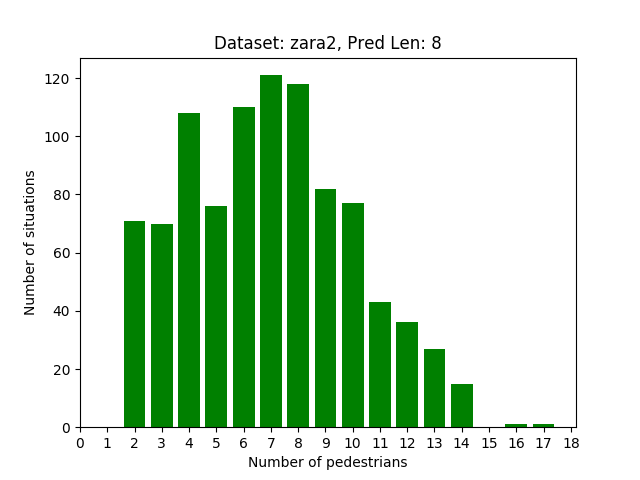 Dataset: zara2, Pred Len: 8
120
100
80
60
40
20
0
Number of situations
0 1 2 3 4 5 6 7 8 9 10 11 12 13 14 15 16 17 18
Number of pedestrians